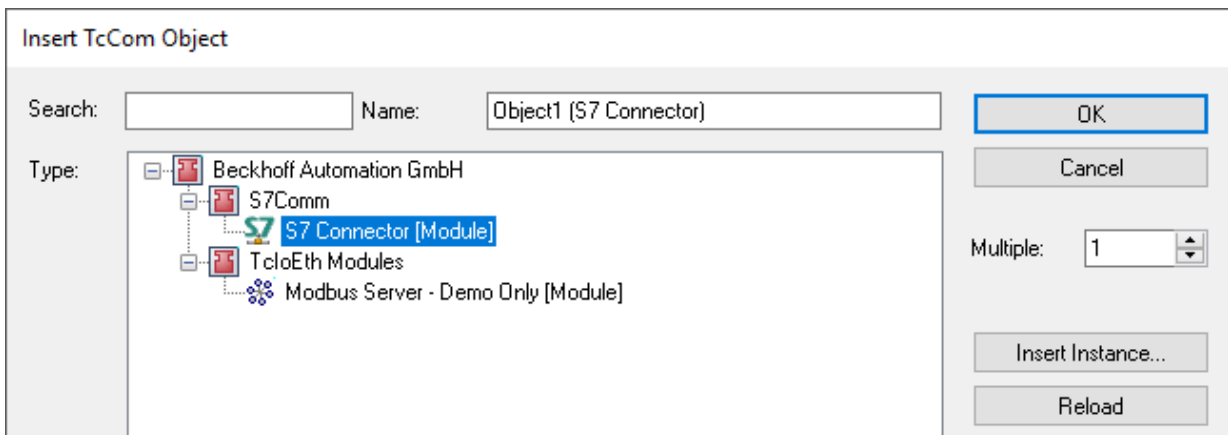 Insert TcCom Object
Search: Name: Object1 (S7 Connector) OK
Type: Beckhoff Automation GmbH Cancel
S7Comm
S7 S7 Connector [Module]
Multiple: 1
TcIoEth Modules
Modbus Server - Demo Only [Module]
Insert Instance...
Reload